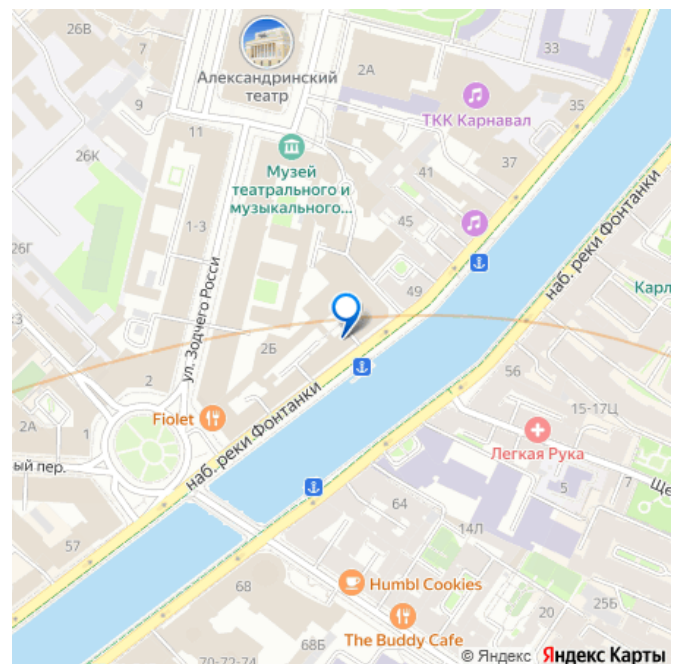 26В
7
2А
33
Александринский
театр
ТКК Карнавал
35
9
11
Музей
театрального и
музыкального...
26К
41
37
1-3
45
26Г
ул. Зодчего Росси
49
наб. реки Фонтанки
Карл
2Б
2
56
Fiolet
15-17Ц
2А
1
наб. реки Фонтанки
Легкая Рука
ый пер.
5
7
Ще
64
57
14Л
68
Humbl Cookies
20
25Б
The Buddy Cafe
68Б
70-72-74
© Яндекс Яндекс Карты